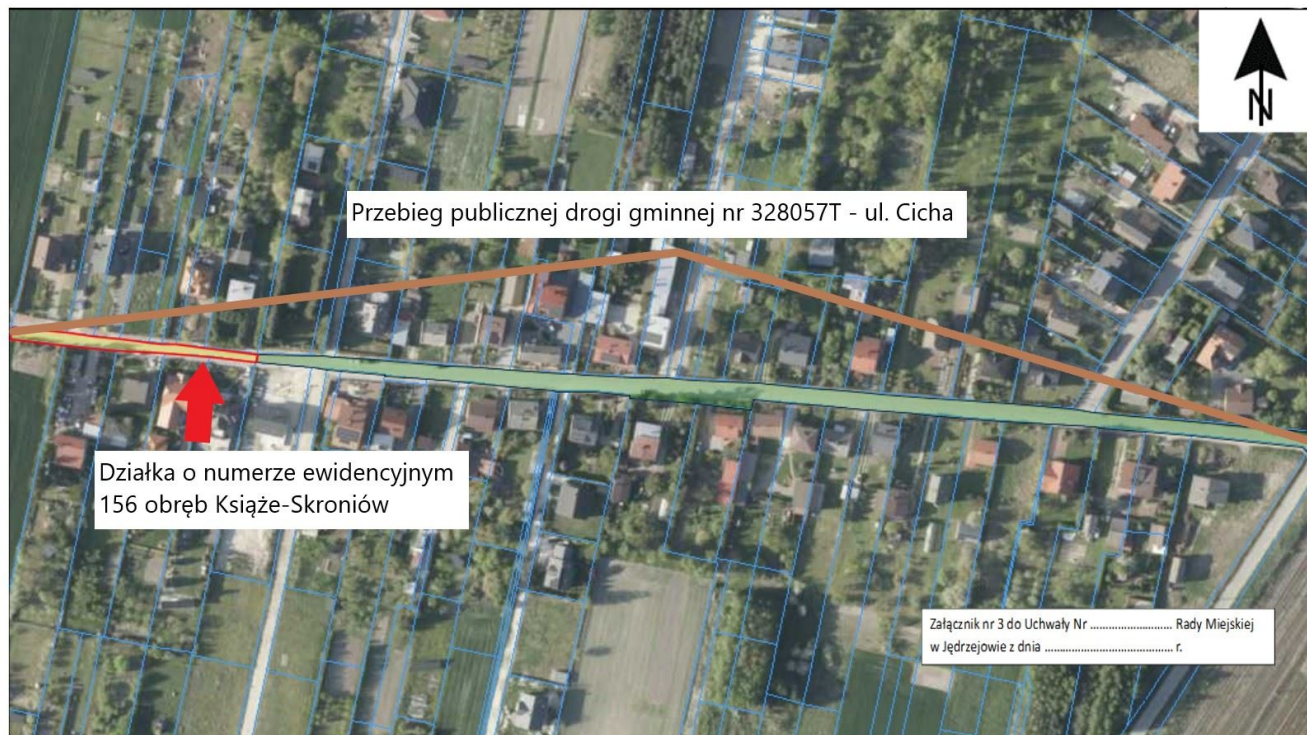 N
Przebieg publicznej drogi gminnej nr 328057T - ul. Cicha
Działka o numerze ewidencyjnym
156 obręb Książe-Skroniów
Załącznik nr 3 do Uchwały Nr ............................ Rady Miejskiej
w Jędrzejowie z dnia ........................................... r.